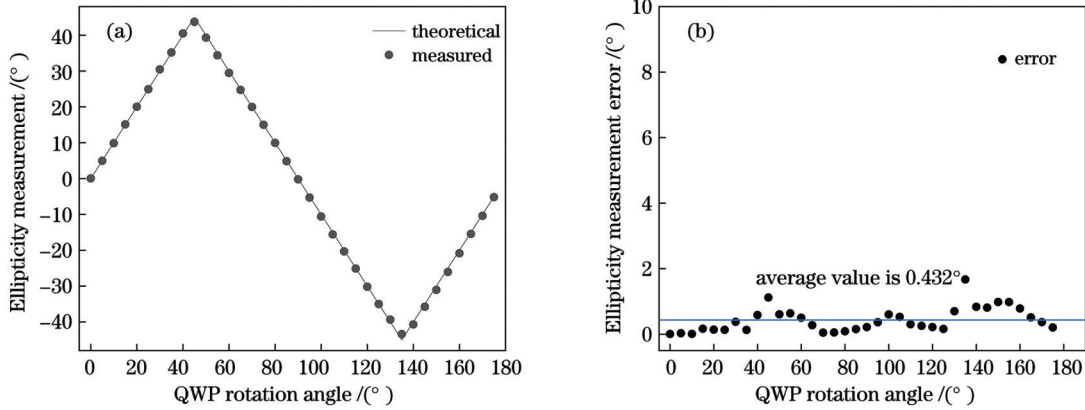 (a)
theoretical
measured
40
30
20
10
0
−10
−20
−30
−40
Ellipticity measurement /(°)
0 20 40 60 80 100 120 140 160 180
QWP rotation angle /(°)
(b)
error
average value is 0.432°
10
8
6
4
2
0
Ellipticity measurement error /(°)
0 20 40 60 80 100 120 140 160 180
QWP rotation angle /(°)